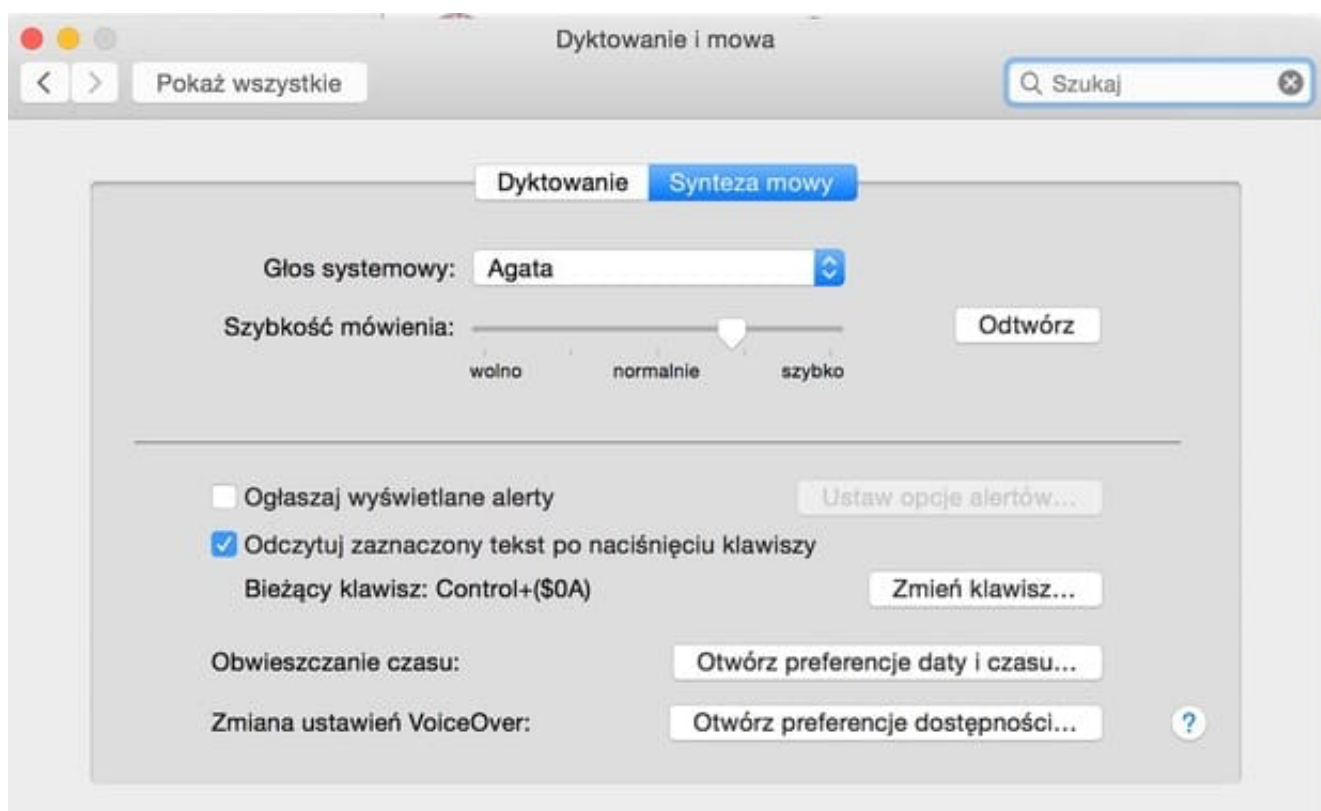 Dyktowanie i mowa
Pokaż wszystkie
Szukaj
Dyktowanie Synteza mowy
Głos systemowy: Agata
Szybkość mówienia: Odtwórz
wolno normalnie szybko
Ogłaszaj wyświetlane alerty Ustaw opcje alertów...
Odczytuj zaznaczony tekst po naciśnięciu klawiszy
Bieżący klawisz: Control+($0A) Zmień klawisz...
Obwieszczanie czasu: Otwórz preferencje daty i czasu...
Zmiana ustawień VoiceOver: Otwórz preferencje dostępności... ?